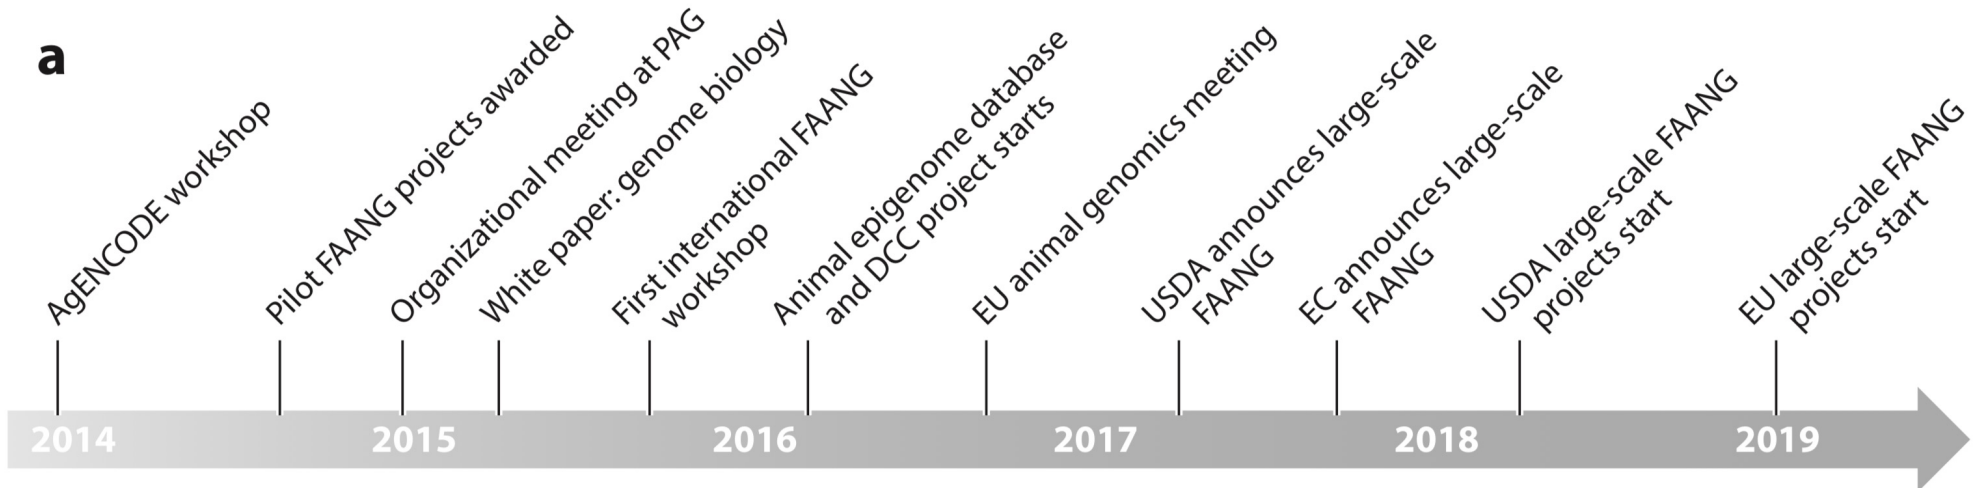 a
AgENCODE workshop
Pilot FAANG projects awarded
Organizational meeting at PAG
White paper: genome biology
First international FAANG
workshop
Animal epigenome database
and DCC project starts
EU animal genomics meeting
USDA announces large-scale
FAANG
EC announces large-scale
FAANG
USDA large-scale FAANG
projects start
EU large-scale FAANG
projects start
2014
2015
2016
2017
2018
2019